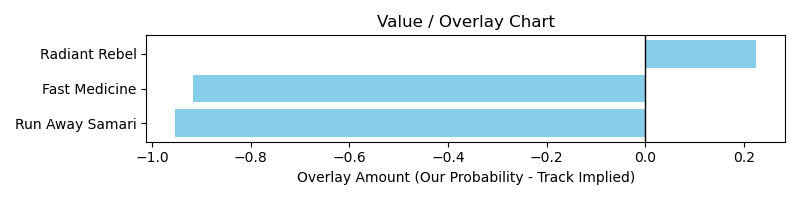 Value / Overlay Chart
Radiant Rebel
Fast Medicine
Run Away Samari
−1.0 −0.8 −0.6 −0.4 −0.2 0.0 0.2
Overlay Amount (Our Probability - Track Implied)